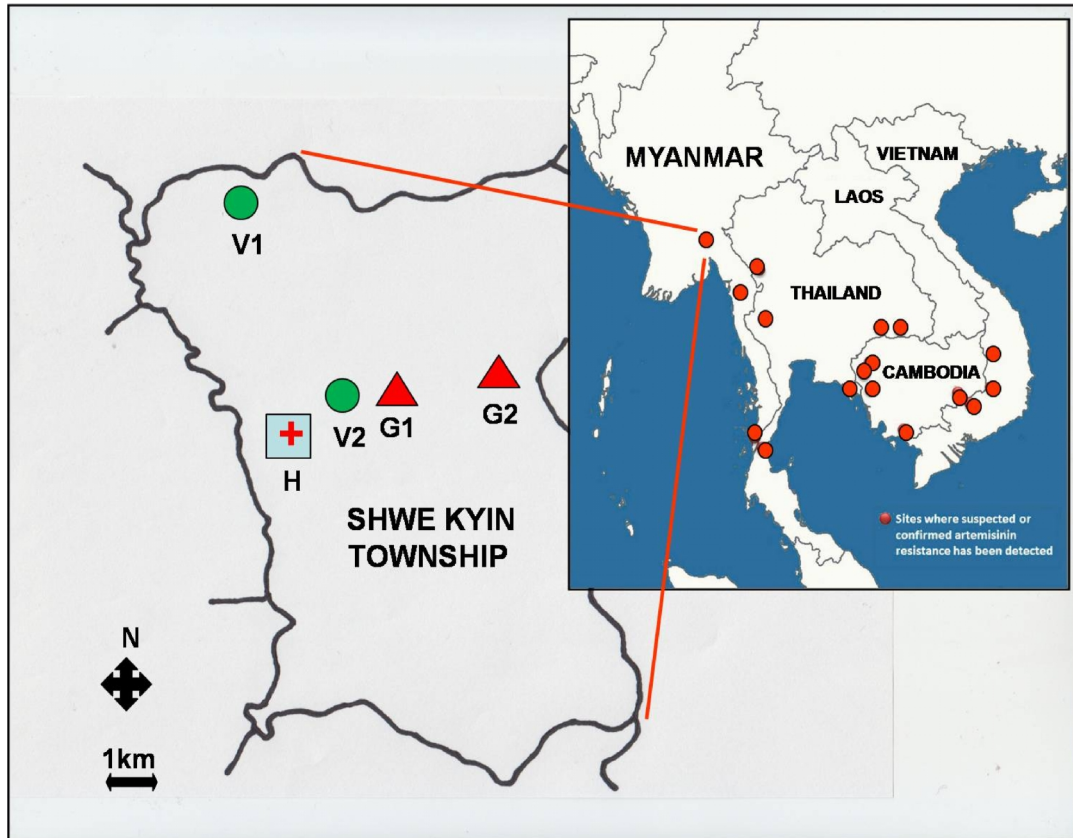 MYANMAR
VIETNAM
LAOS
THAILAND
CAMBODIA
Sites where suspected or
confirmed artemisinin
resistance has been detected
V1
V2
G1
G2
H
SHWE KYIN
TOWNSHIP
N
1km